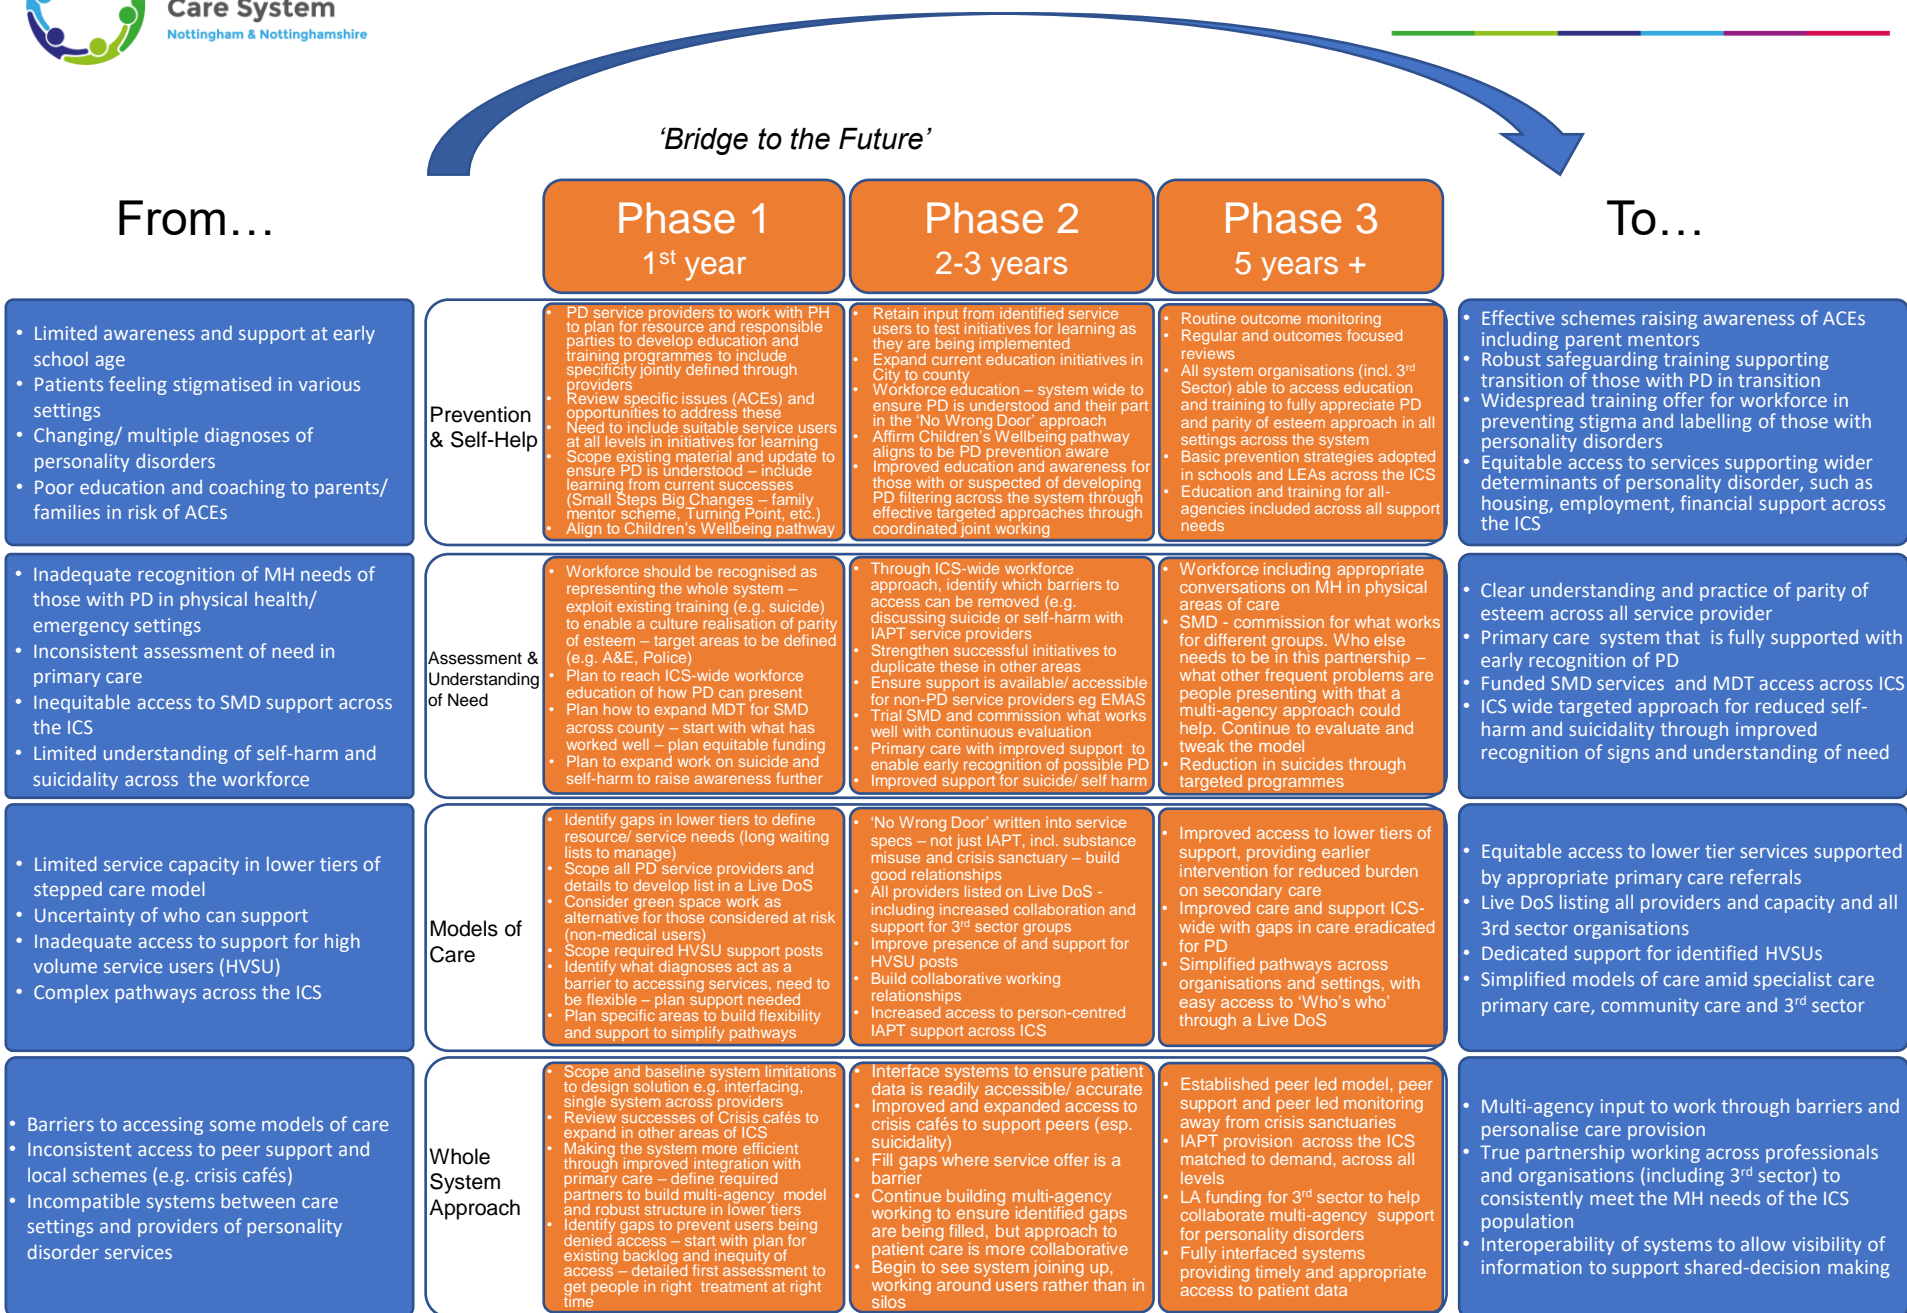 Care System
Nottingham & Nottinghamshire
‘Bridge to the Future’
From…
Phase 1
1st year
Phase 2
2-3 years
Phase 3
5 years +
To…
• Limited awareness and support at early
school age
• Patients feeling stigmatised in various
settings
• Changing/ multiple diagnoses of
personality disorders
• Poor education and coaching to parents/
families in risk of ACEs
Prevention
& Self-Help
• PD service providers to work with PH
to plan for resource and responsible
parties to develop education and
training programmes to include
specificity jointly defined through
providers
• Review specific issues (ACEs) and
opportunities to address these
• Need to include suitable service users
at all levels in initiatives for learning
• Scope existing material and update to
ensure PD is understood – include
learning from current successes
(Small Steps Big Changes – family
mentor scheme, Turning Point, etc.)
• Align to Children’s Wellbeing pathway
• Retain input from identified service
users to test initiatives for learning as
they are being implemented
• Expand current education initiatives in
City to county
• Workforce education – system wide to
ensure PD is understood and their part
in the ‘No Wrong Door’ approach
• Affirm Children’s Wellbeing pathway
aligns to be PD prevention aware
• Improved education and awareness for
those with or suspected of developing
PD filtering across the system through
effective targeted approaches through
coordinated joint working
• Routine outcome monitoring
• Regular and outcomes focused
reviews
• All system organisations (incl. 3rd
Sector) able to access education
and training to fully appreciate PD
and parity of esteem approach in all
settings across the system
• Basic prevention strategies adopted
in schools and LEAs across the ICS
• Education and training for all-
agencies included across all support
needs
• Effective schemes raising awareness of ACEs
including parent mentors
• Robust safeguarding training supporting
transition of those with PD in transition
• Widespread training offer for workforce in
preventing stigma and labelling of those with
personality disorders
• Equitable access to services supporting wider
determinants of personality disorder, such as
housing, employment, financial support across
the ICS
• Inadequate recognition of MH needs of
those with PD in physical health/
emergency settings
• Inconsistent assessment of need in
primary care
• Inequitable access to SMD support across
the ICS
• Limited understanding of self-harm and
suicidality across the workforce
Assessment &
Understanding
of Need
• Workforce should be recognised as
representing the whole system –
exploit existing training (e.g. suicide)
to enable a culture realisation of parity
of esteem – target areas to be defined
(e.g. A&E, Police)
• Plan to reach ICS-wide workforce
education of how PD can present
• Plan how to expand MDT for SMD
across county – start with what has
worked well – plan equitable funding
• Plan to expand work on suicide and
self-harm to raise awareness further
• Through ICS-wide workforce
approach, identify which barriers to
access can be removed (e.g.
discussing suicide or self-harm with
IAPT service providers
• Strengthen successful initiatives to
duplicate these in other areas
• Ensure support is available/ accessible
for non-PD service providers eg EMAS
• Trial SMD and commission what works
well with continuous evaluation
• Primary care with improved support to
enable early recognition of possible PD
• Improved support for suicide/ self harm
• Workforce including appropriate
conversations on MH in physical
areas of care
• SMD - commission for what works
for different groups. Who else
needs to be in this partnership –
what other frequent problems are
people presenting with that a
multi-agency approach could
help. Continue to evaluate and
tweak the model
• Reduction in suicides through
targeted programmes
• Clear understanding and practice of parity of
esteem across all service provider
• Primary care system that is fully supported with
early recognition of PD
• Funded SMD services and MDT access across ICS
• ICS wide targeted approach for reduced self-
harm and suicidality through improved
recognition of signs and understanding of need
• Limited service capacity in lower tiers of
stepped care model
• Uncertainty of who can support
• Inadequate access to support for high
volume service users (HVSU)
• Complex pathways across the ICS
Models of
Care
• Identify gaps in lower tiers to define
resource/ service needs (long waiting
lists to manage)
• Scope all PD service providers and
details to develop list in a Live DoS
• Consider green space work as
alternative for those considered at risk
(non-medical users)
• Scope required HVSU support posts
• Identify what diagnoses act as a
barrier to accessing services, need to
be flexible – plan support needed
• Plan specific areas to build flexibility
and support to simplify pathways
• ‘No Wrong Door’ written into service
specs – not just IAPT, incl. substance
misuse and crisis sanctuary – build
good relationships
• All providers listed on Live DoS -
including increased collaboration and
support for 3rd sector groups
• Improve presence of and support for
HVSU posts
• Build collaborative working
relationships
• Increased access to person-centred
IAPT support across ICS
• Improved access to lower tiers of
support, providing earlier
intervention for reduced burden
on secondary care
• Improved care and support ICS-
wide with gaps in care eradicated
for PD
• Simplified pathways across
organisations and settings, with
easy access to ‘Who’s who’
through a Live DoS
• Equitable access to lower tier services supported
by appropriate primary care referrals
• Live DoS listing all providers and capacity and all
3rd sector organisations
• Dedicated support for identified HVSUs
• Simplified models of care amid specialist care
primary care, community care and 3rd sector
• Barriers to accessing some models of care
• Inconsistent access to peer support and
local schemes (e.g. crisis cafés)
• Incompatible systems between care
settings and providers of personality
disorder services
Whole
System
Approach
• Scope and baseline system limitations
to design solution e.g. interfacing,
single system across providers
• Review successes of Crisis cafés to
expand in other areas of ICS
• Making the system more efficient
through improved integration with
primary care – define required
partners to build multi-agency model
and robust structure in lower tiers
• Identify gaps to prevent users being
denied access – start with plan for
existing backlog and inequity of
access – detailed first assessment to
get people in right treatment at right
time
• Interface systems to ensure patient
data is readily accessible/ accurate
• Improved and expanded access to
crisis cafés to support peers (esp.
suicidality)
• Fill gaps where service offer is a
barrier
• Continue building multi-agency
working to ensure identified gaps
are being filled, but approach to
patient care is more collaborative
• Begin to see system joining up,
working around users rather than in
silos
• Established peer led model, peer
support and peer led monitoring
away from crisis sanctuaries
• IAPT provision across the ICS
matched to demand, across all
levels
• LA funding for 3rd sector to help
collaborate multi-agency support
for personality disorders
• Fully interfaced systems
providing timely and appropriate
access to patient data
• Multi-agency input to work through barriers and
personalise care provision
• True partnership working across professionals
and organisations (including 3rd sector) to
consistently meet the MH needs of the ICS
population
• Interoperability of systems to allow visibility of
information to support shared-decision making